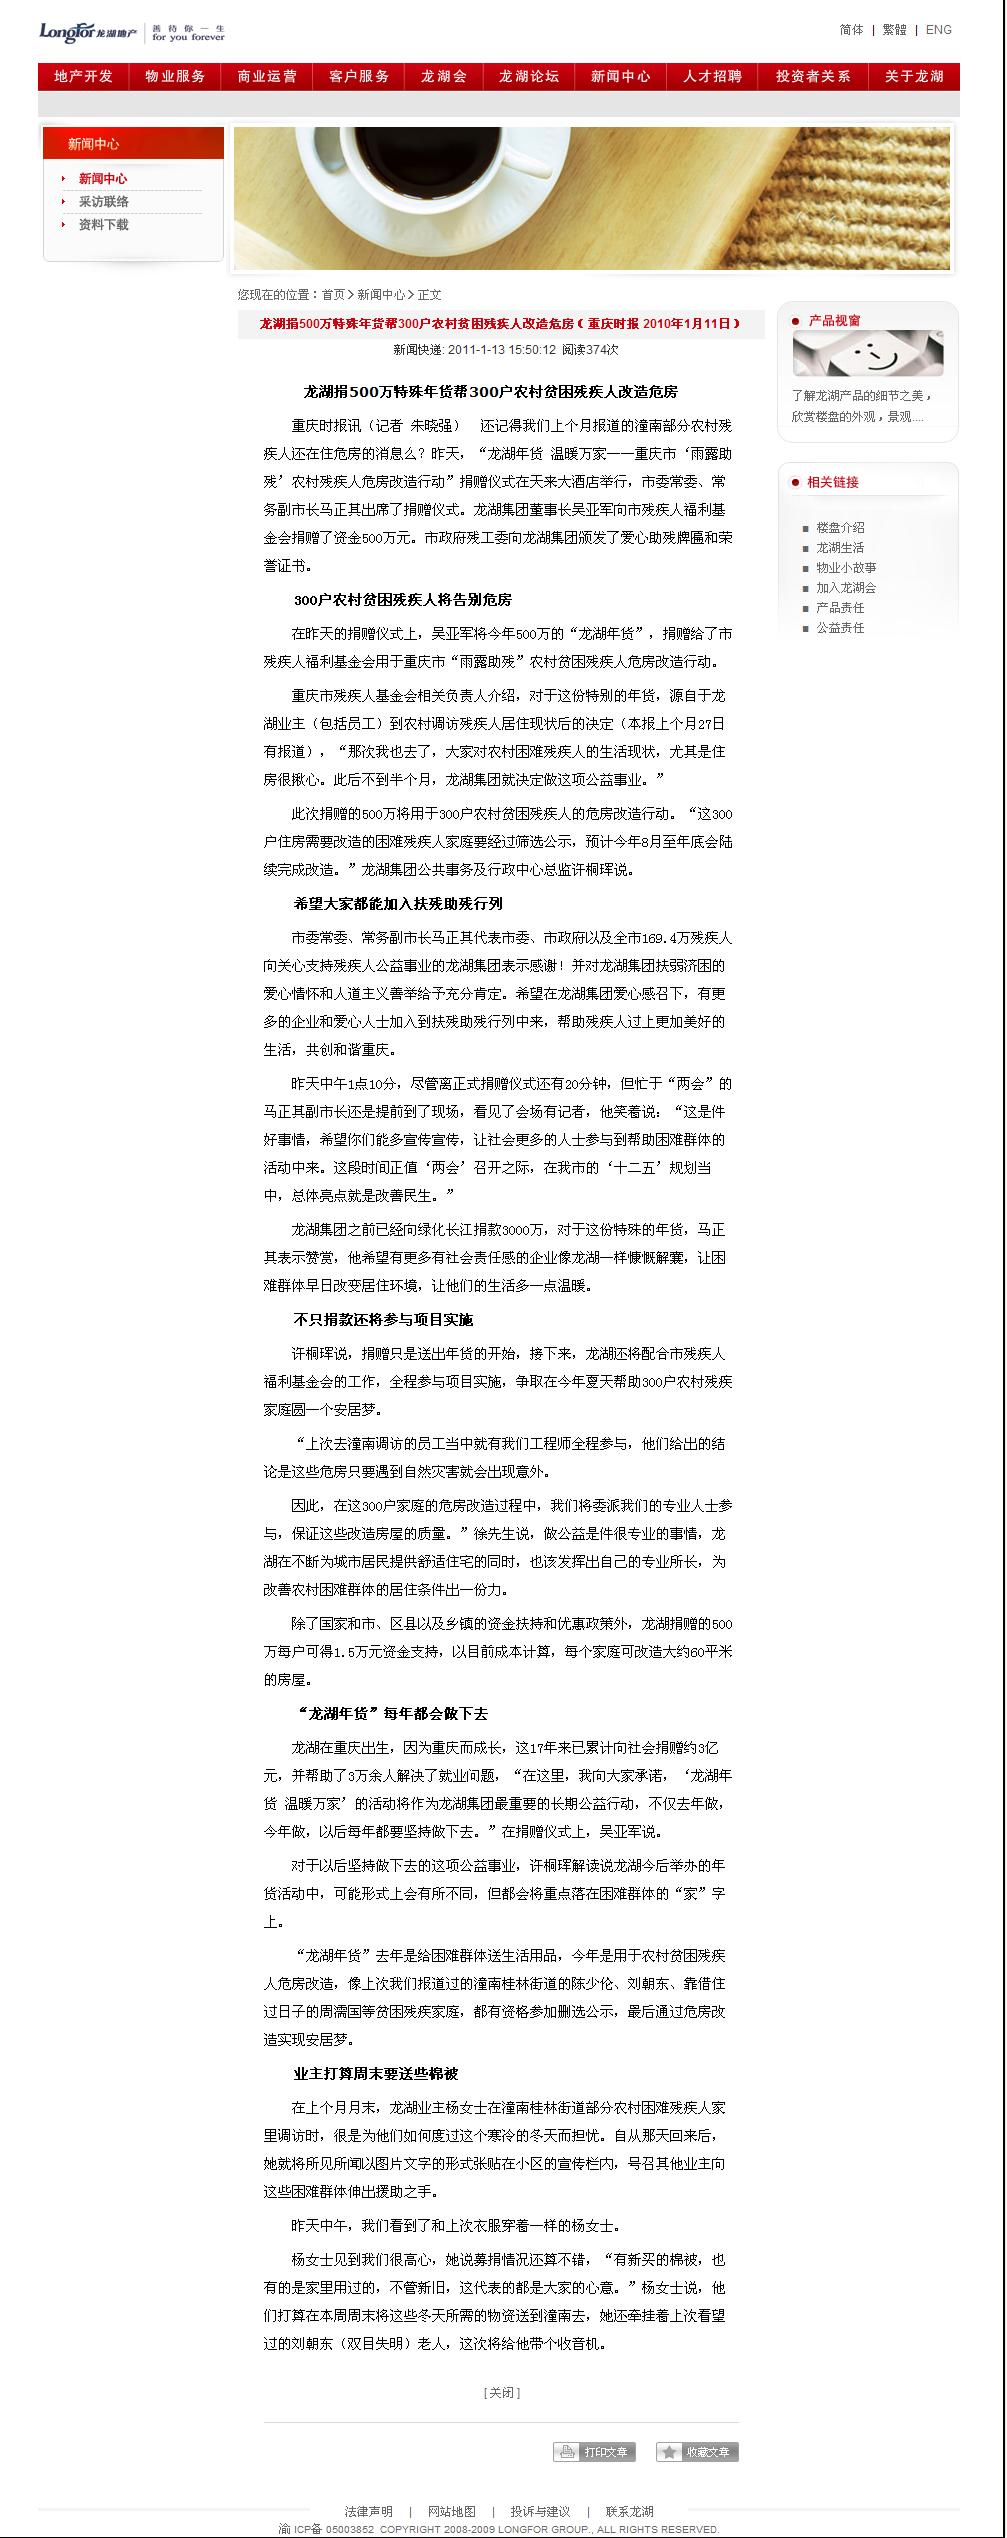 LongFor龙湖地产 善待你一生
for you forever
简体 | 繁體 | ENG
地产开发 物业服务 商业运营 客户服务 龙湖会 龙湖论坛 新闻中心 人才招聘 投资者关系 关于龙湖
新闻中心
新闻中心
采访联络
资料下载
您现在的位置：首页＞新闻中心＞正文
龙湖捐500万特殊年货帮300户农村贫困残疾人改造危房（重庆时报 2010年1月11日）
新闻快递: 2011-1-13 15:50:12 阅读374次
龙湖捐500万特殊年货帮300户农村贫困残疾人改造危房
重庆时报讯（记者 朱晓强） 还记得我们上个月报道的潼南部分农村残
疾人还在住危房的消息么？昨天，“龙湖年货 温暖万家——重庆市‘雨露助
残’农村残疾人危房改造行动”捐赠仪式在天来大酒店举行，市委常委、常
务副市长马正其出席了捐赠仪式。龙湖集团董事长吴亚军向市残疾人福利基
金会捐赠了资金500万元。市政府残工委向龙湖集团颁发了爱心助残牌匾和荣
誉证书。
300户农村贫困残疾人将告别危房
在昨天的捐赠仪式上，吴亚军将今年500万的“龙湖年货”，捐赠给了市
残疾人福利基金会用于重庆市“雨露助残”农村贫困残疾人危房改造行动。
重庆市残疾人基金会相关负责人介绍，对于这份特别的年货，源自于龙
湖业主（包括员工）到农村调访残疾人居住现状后的决定（本报上个月27日
有报道），“那次我也去了，大家对农村困难残疾人的生活现状，尤其是住
房很揪心。此后不到半个月，龙湖集团就决定做这项公益事业。”
此次捐赠的500万将用于300户农村贫困残疾人的危房改造行动。“这300
户住房需要改造的困难残疾人家庭要经过筛选公示，预计今年8月至年底会陆
续完成改造。”龙湖集团公共事务及行政中心总监许桐珲说。
希望大家都能加入扶残助残行列
市委常委、常务副市长马正其代表市委、市政府以及全市169.4万残疾人
向关心支持残疾人公益事业的龙湖集团表示感谢！并对龙湖集团扶弱济困的
爱心情怀和人道主义善举给予充分肯定。希望在龙湖集团爱心感召下，有更
多的企业和爱心人士加入到扶残助残行列中来，帮助残疾人过上更加美好的
生活，共创和谐重庆。
昨天中午1点10分，尽管离正式捐赠仪式还有20分钟，但忙于“两会”的
马正其副市长还是提前到了现场，看见了会场有记者，他笑着说：“这是件
好事情，希望你们能多宣传宣传，让社会更多的人士参与到帮助困难群体的
活动中来。这段时间正值‘两会’召开之际，在我市的‘十二五’规划当
中，总体亮点就是改善民生。”
龙湖集团之前已经向绿化长江捐款3000万，对于这份特殊的年货，马正
其表示赞赏，他希望有更多有社会责任感的企业像龙湖一样慷慨解囊，让困
难群体早日改变居住环境，让他们的生活多一点温暖。
不只捐款还将参与项目实施
许桐珲说，捐赠只是送出年货的开始，接下来，龙湖还将配合市残疾人
福利基金会的工作，全程参与项目实施，争取在今年夏天帮助300户农村残疾
家庭圆一个安居梦。
“上次去潼南调访的员工当中就有我们工程师全程参与，他们给出的结
论是这些危房只要遇到自然灾害就会出现意外。
因此，在这300户家庭的危房改造过程中，我们将委派我们的专业人士参
与，保证这些改造房屋的质量。”徐先生说，做公益是件很专业的事情，龙
湖在不断为城市居民提供舒适住宅的同时，也该发挥出自己的专业所长，为
改善农村困难群体的居住条件出一份力。
除了国家和市、区县以及乡镇的资金扶持和优惠政策外，龙湖捐赠的500
万每户可得1.5万元资金支持，以目前成本计算，每个家庭可改造大约60平米
的房屋。
“龙湖年货”每年都会做下去
龙湖在重庆出生，因为重庆而成长，这17年来已累计向社会捐赠约3亿
元，并帮助了3万余人解决了就业问题，“在这里，我向大家承诺，‘龙湖年
货 温暖万家’的活动将作为龙湖集团最重要的长期公益行动，不仅去年做，
今年做，以后每年都要坚持做下去。”在捐赠仪式上，吴亚军说。
对于以后坚持做下去的这项公益事业，许桐珲解读说龙湖今后举办的年
货活动中，可能形式上会有所不同，但都会将重点落在困难群体的“家”字
上。
“龙湖年货”去年是给困难群体送生活用品，今年是用于农村贫困残疾
人危房改造，像上次我们报道过的潼南桂林街道的陈少伦、刘朝东、靠借住
过日子的周濡国等贫困残疾家庭，都有资格参加删选公示，最后通过危房改
造实现安居梦。
业主打算周末要送些棉被
在上个月月末，龙湖业主杨女士在潼南桂林街道部分农村困难残疾人家
里调访时，很是为他们如何度过这个寒冷的冬天而担忧。自从那天回来后，
她就将所见所闻以图片文字的形式张贴在小区的宣传栏内，号召其他业主向
这些困难群体伸出援助之手。
昨天中午，我们看到了和上次衣服穿着一样的杨女士。
杨女士见到我们很高心，她说募捐情况还算不错，“有新买的棉被，也
有的是家里用过的，不管新旧，这代表的都是大家的心意。”杨女士说，他
们打算在本周周末将这些冬天所需的物资送到潼南去，她还牵挂着上次看望
过的刘朝东（双目失明）老人，这次将给他带个收音机。
[ 关闭 ]
打印文章 收藏文章
产品视窗
了解龙湖产品的细节之美，
欣赏楼盘的外观，景观....
相关链接
楼盘介绍
龙湖生活
物业小故事
加入龙湖会
产品责任
公益责任
法律声明 | 网站地图 | 投诉与建议 | 联系龙湖
渝 ICP备 05003852 COPYRIGHT 2008-2009 LONGFOR GROUP., ALL RIGHTS RESERVED.